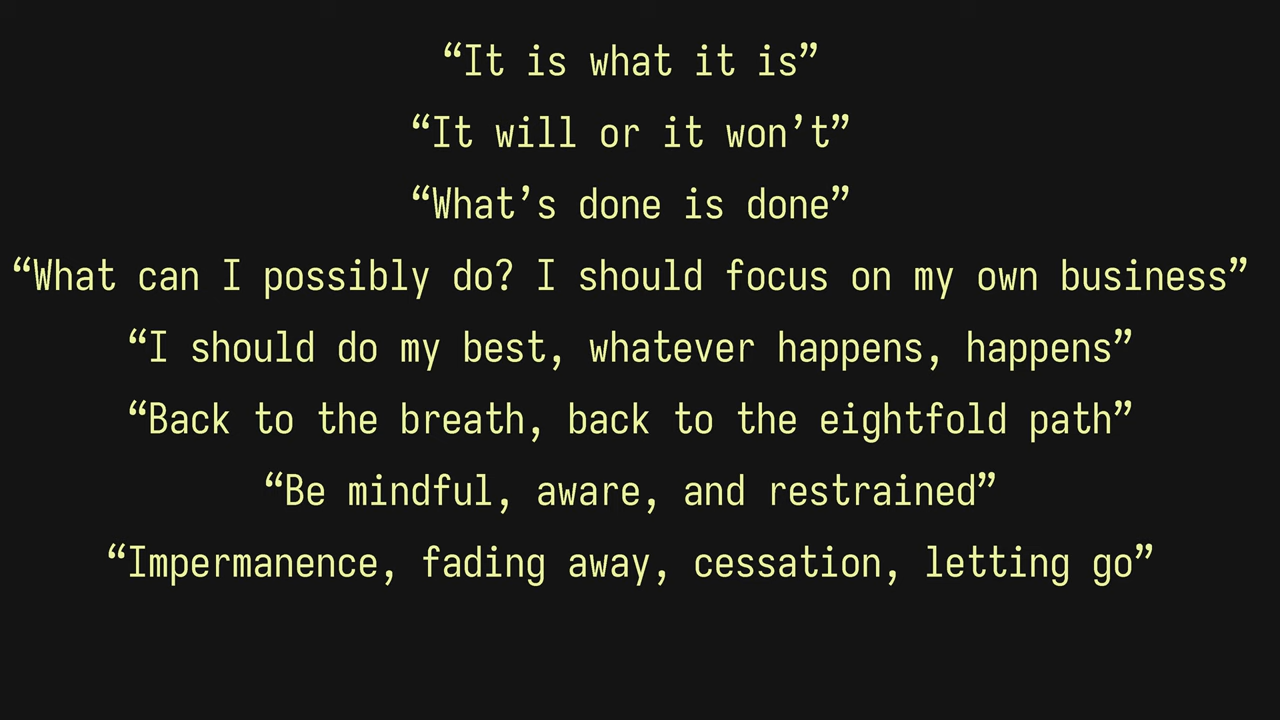 “It is what it is”
“It will or it won’t”
“What’s done is done”
“What can I possibly do? I should focus on my own business”
“I should do my best, whatever happens, happens”
“Back to the breath, back to the eightfold path”
“Be mindful, aware, and restrained”
“Impermanence, fading away, cessation, letting go”